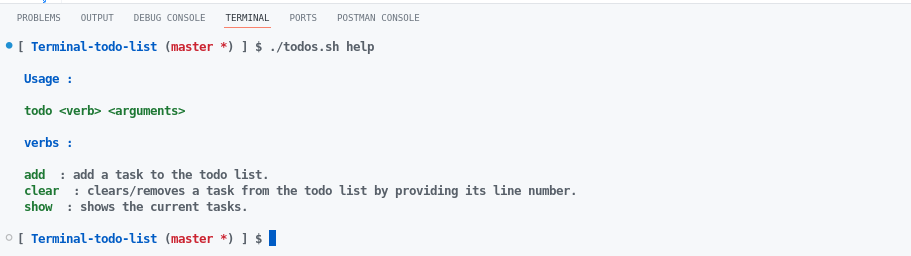 PROBLEMS OUTPUT DEBUG CONSOLE TERMINAL PORTS POSTMAN CONSOLE
[ Terminal-todo-list (master *) ] $ ./todos.sh help
Usage :
todo <verb> <arguments>
verbs :
add  : add a task to the todo list.
clear  : clears/removes a task from the todo list by providing its line number.
show  : shows the current tasks.
[ Terminal-todo-list (master *) ] $